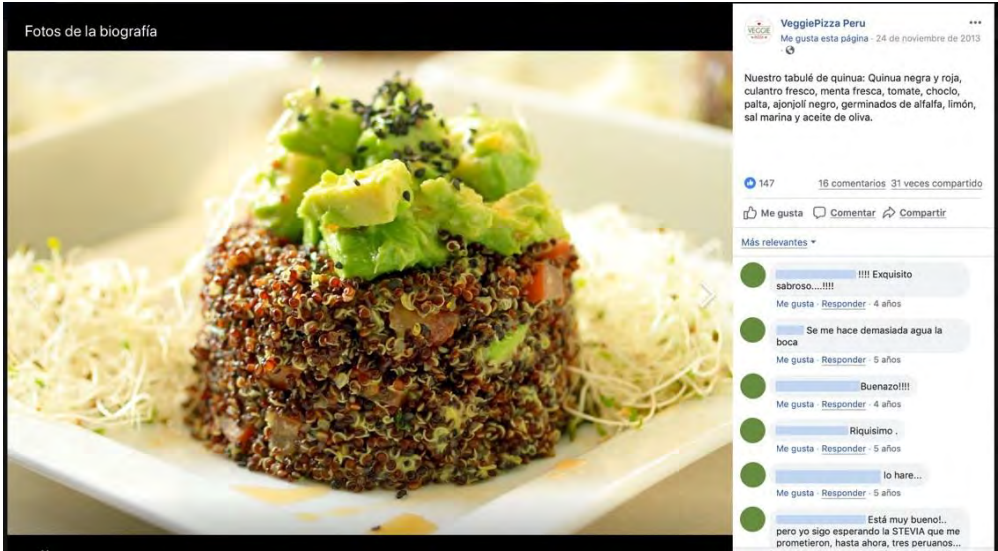 Fotos de la biografía
VEGGIE
VeggiePizza Peru
Me gusta esta página · 24 de noviembre de 2013
Nuestro tabulé de quinua: Quinua negra y roja,
culantro fresco, menta fresca, tomate, choclo,
palta, ajonjolí negro, germinados de alfalfa, limón,
sal marina y aceite de oliva.
147
16 comentarios 31 veces compartido
Me gusta Comentar Compartir
Más relevantes
!!!! Exquisito
sabroso....!!!!
Me gusta · Responder · 4 años
Se me hace demasiada agua la
boca
Me gusta · Responder · 5 años
Buenazo!!!!
Me gusta · Responder · 4 años
Riquisimo .
Me gusta · Responder · 5 años
lo hare...
Me gusta · Responder · 5 años
Está muy bueno!..
pero yo sigo esperando la STEVIA que me
prometieron, hasta ahora, tres peruanos...